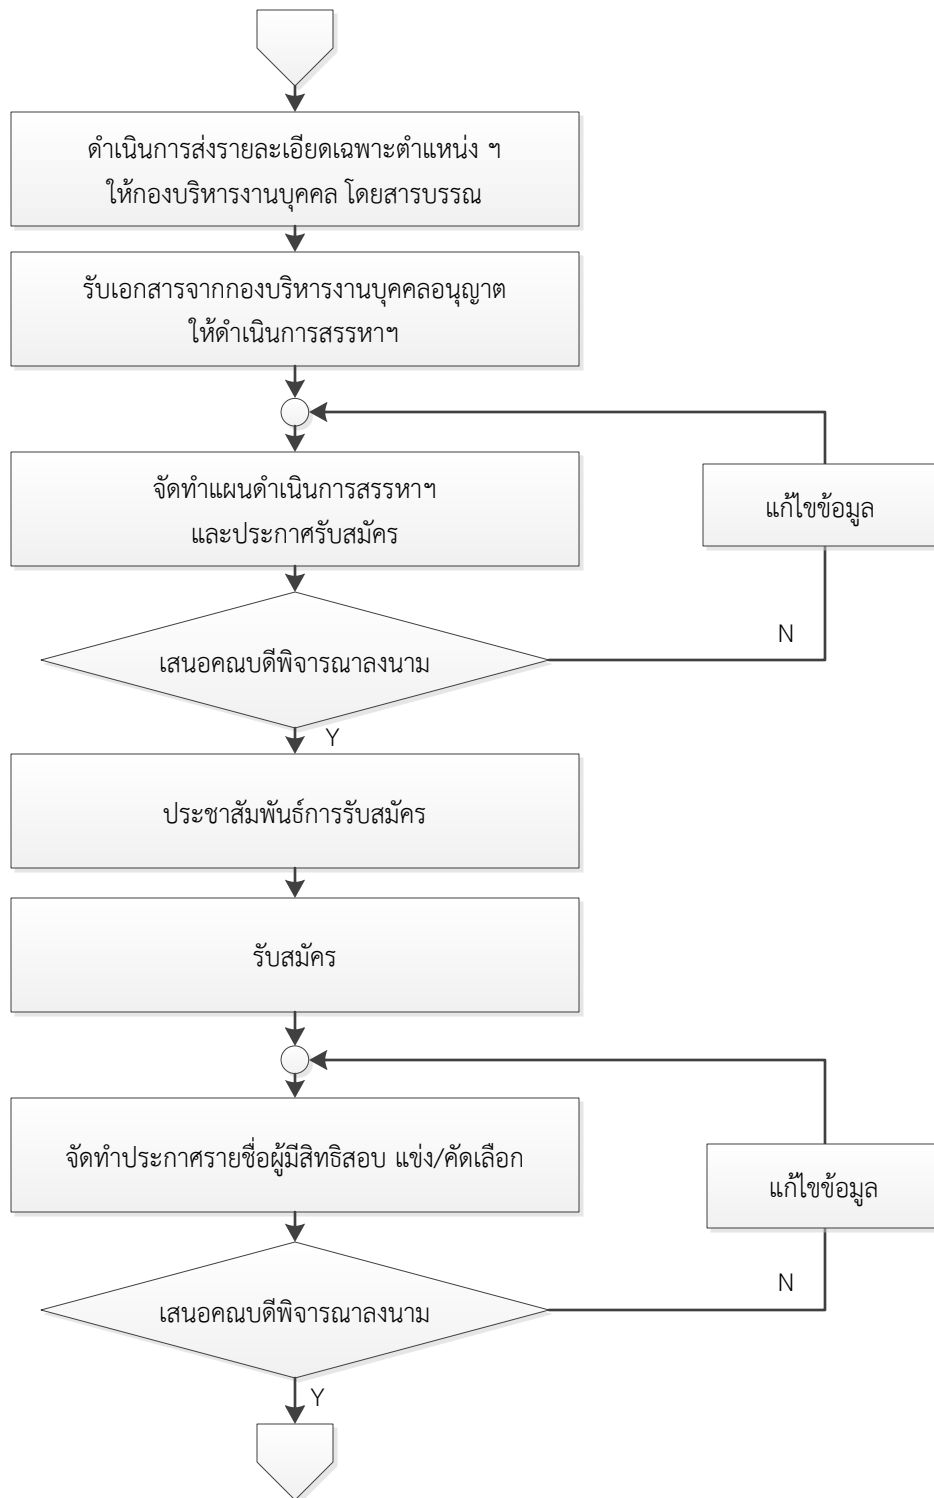 ดำเนินการส่งรายละเอียดเฉพาะตำแหน่ง ฯ
ให้กองบริหารงานบุคคล โดยสารบรรณ
รับเอกสารจากกองบริหารงานบุคคลอนุญาต
ให้ดำเนินการสรรหาฯ
จัดทำแผนดำเนินการสรรหาฯ
และประกาศรับสมัคร
แก้ไขข้อมูล
N
เสนอคณบดีพิจารณาลงนาม
Y
ประชาสัมพันธ์การรับสมัคร
รับสมัคร
จัดทำประกาศรายชื่อผู้มีสิทธิสอบ แข่ง/คัดเลือก
แก้ไขข้อมูล
N
เสนอคณบดีพิจารณาลงนาม
Y